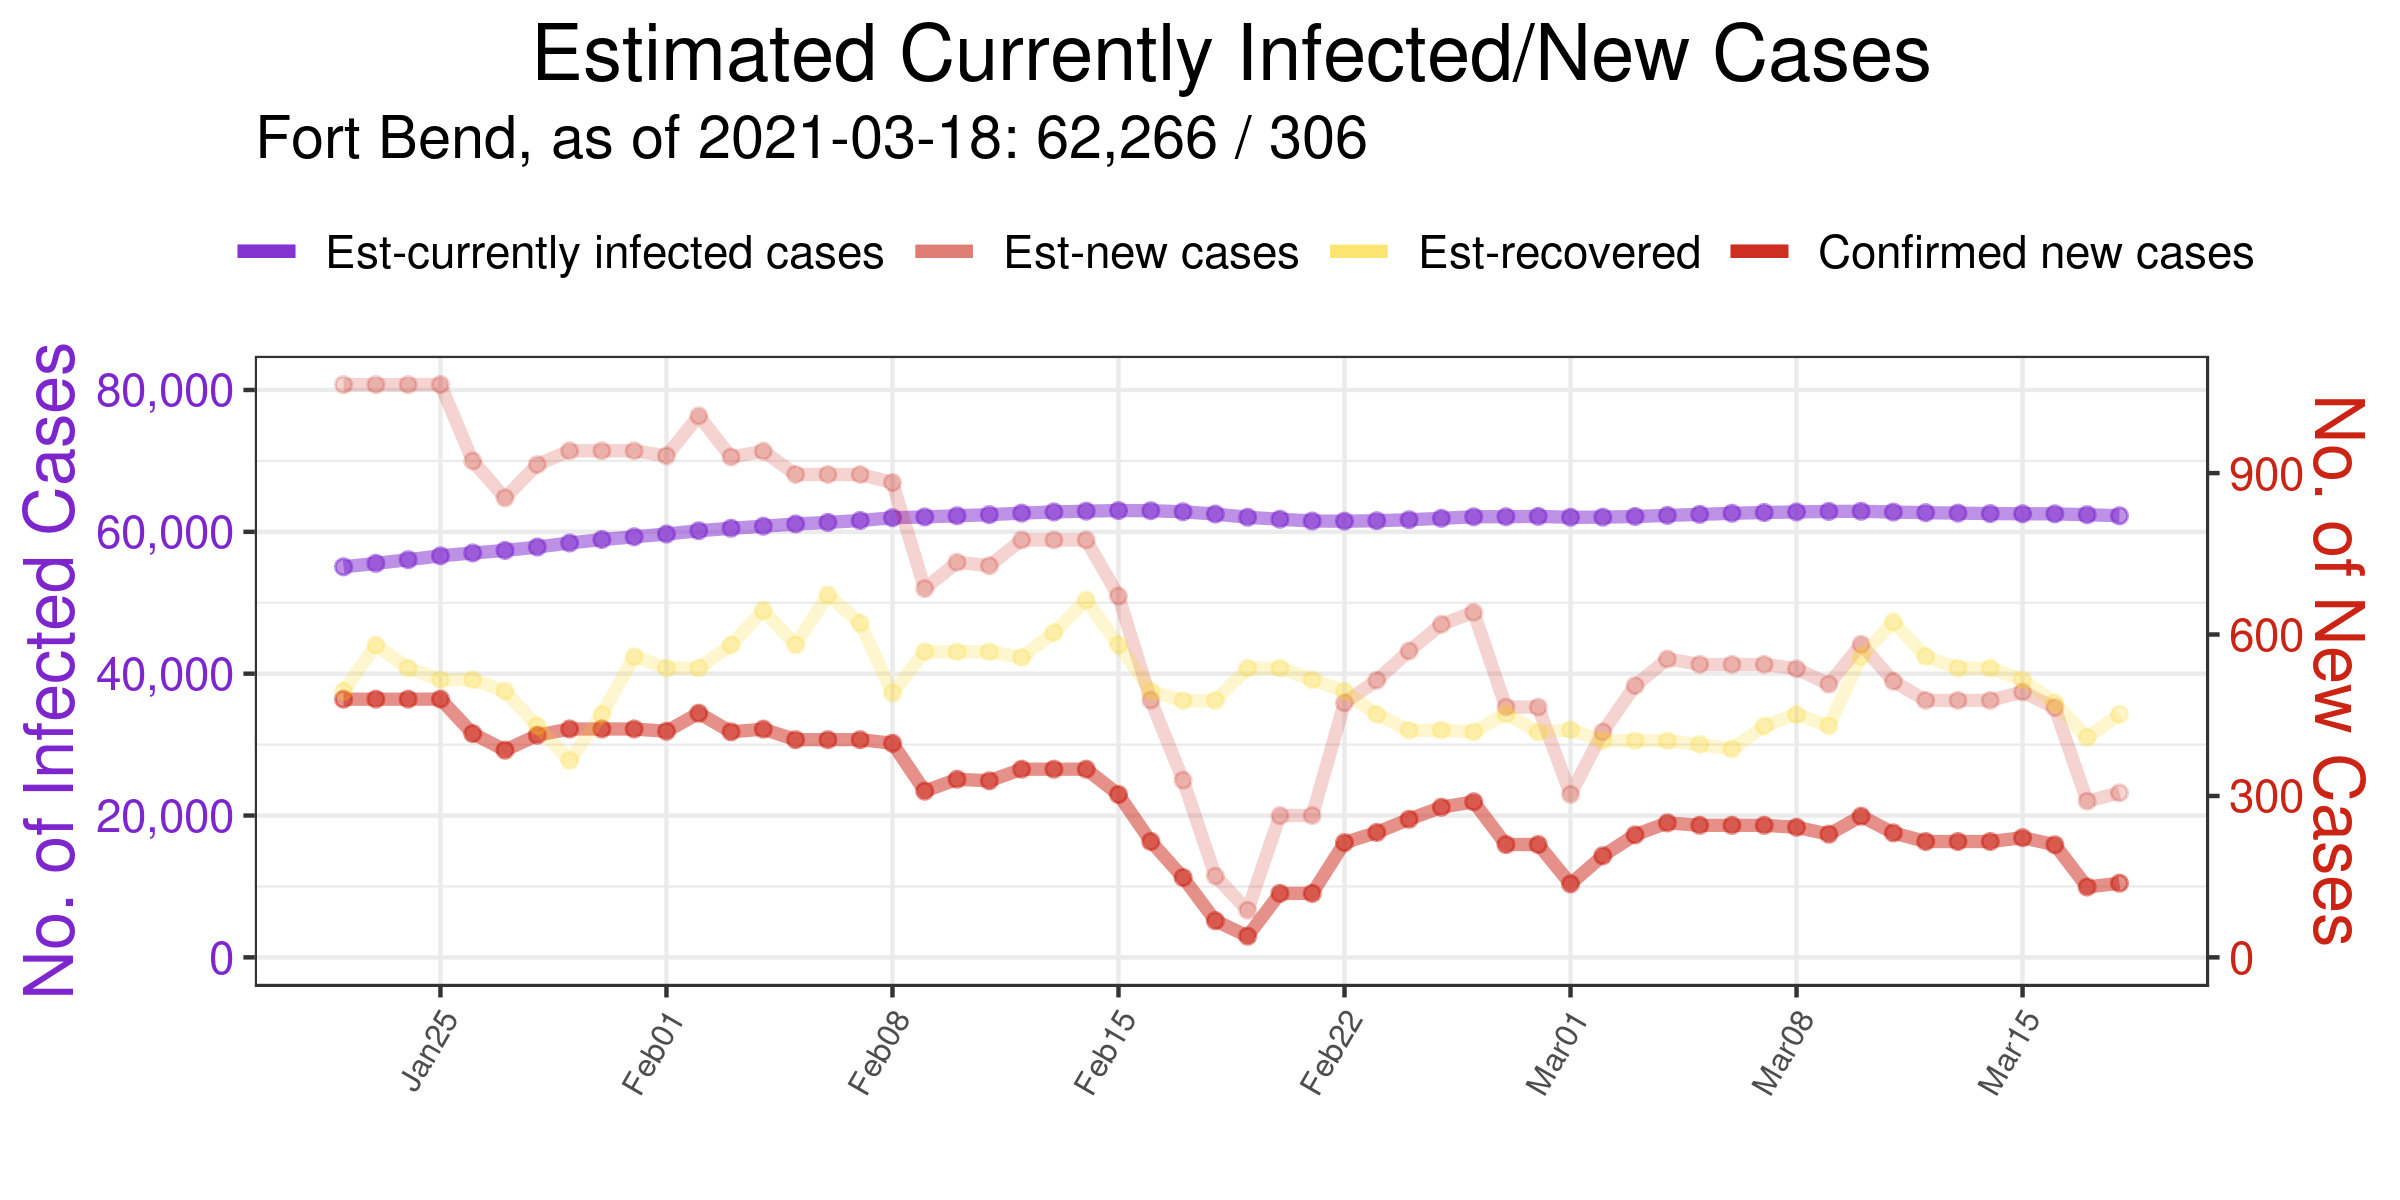 Estimated Currently Infected/New Cases
Fort Bend, as of 2021-03-18: 62,266 / 306
Est-currently infected cases Est-new cases Est-recovered Confirmed new cases
No. of Infected Cases
80,000
60,000
40,000
20,000
0
900
600
300
0
No. of New Cases
Jan25 Feb01 Feb08 Feb15 Feb22 Mar01 Mar08 Mar15